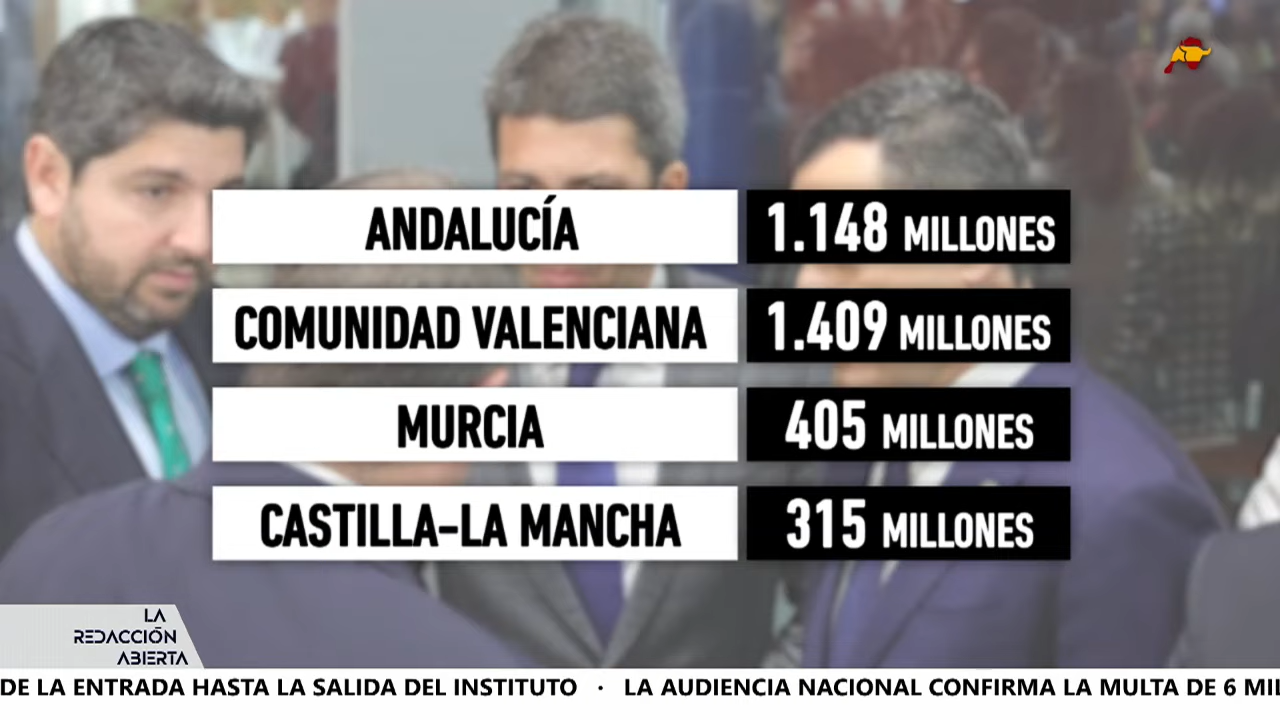 ANDALUCÍA 1.148 MILLONES
COMUNIDAD VALENCIANA 1.409 MILLONES
MURCIA 405 MILLONES
CASTILLA-LA MANCHA 315 MILLONES
LA
REDACCIÓN
ABIERTA
DE LA ENTRADA HASTA LA SALIDA DEL INSTITUTO · LA AUDIENCIA NACIONAL CONFIRMA LA MULTA DE 6 MIL